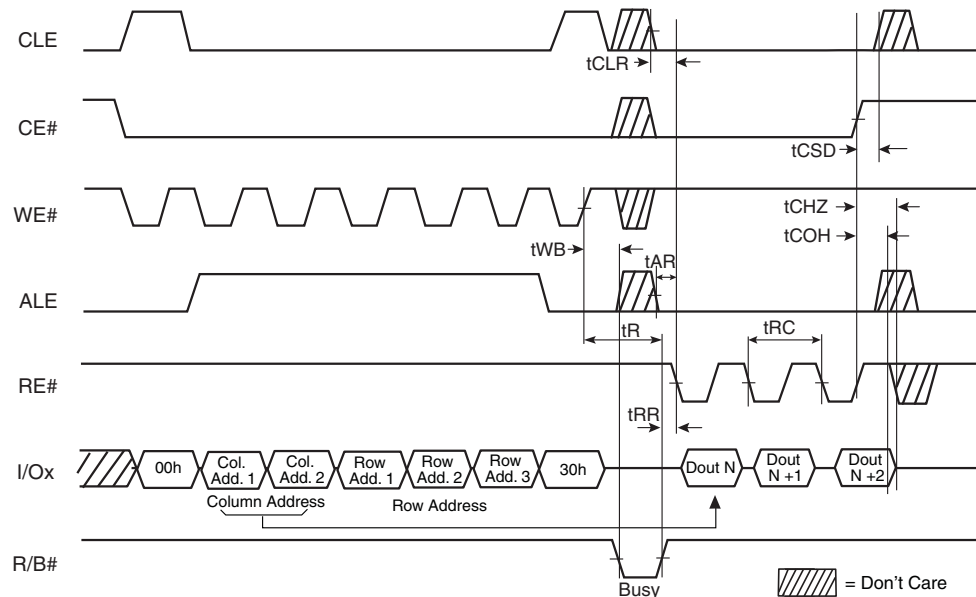 CLE
tCLR
CE#
tCSD
WE#
tCHZ
tCOH
tWB
tAR
ALE
tR
tRC
RE#
tRR
I/Ox
00h
Col. Add. 1
Col. Add. 2
Row Add. 1
Row Add. 2
Row Add. 3
30h
Dout N
Dout N +1
Dout N +2
Column Address
Row Address
R/B#
Busy
= Don't Care